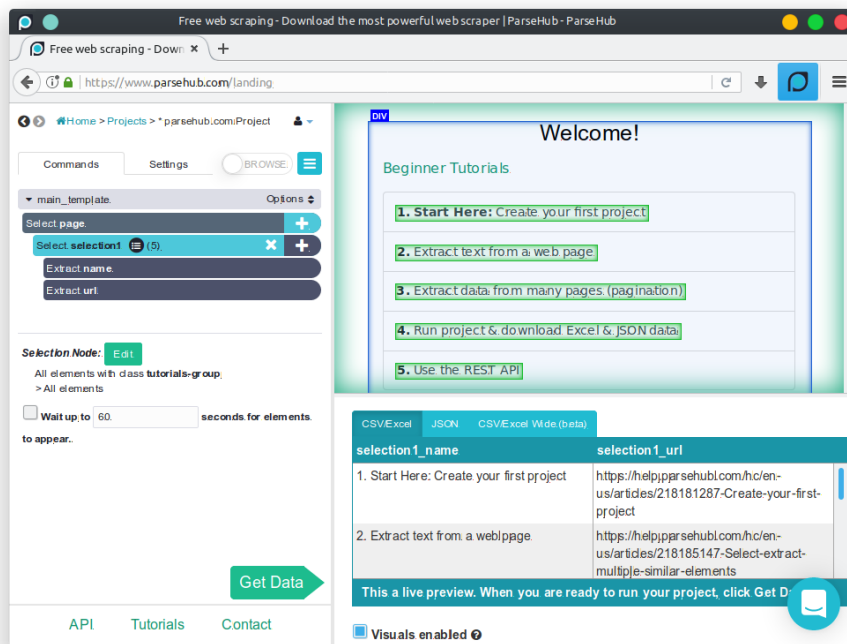 Free web scraping - Download the most powerful web scraper | ParseHub - ParseHub
Free web scraping - Down × +
https://www.parsehub.com/landing
Home > Projects > * parsehub.com Project
Commands Settings BROWSE
main_template Options
Select page
Select selection1 (5)
Extract name
Extract url
Selection Node: Edit
All elements with class tutorials-group
> All elements
Wait up to 60 seconds for elements
to appear.
Get Data
API Tutorials Contact
DIV
Welcome!
Beginner Tutorials
1. Start Here: Create your first project
2. Extract text from a web page
3. Extract data from many pages (pagination)
4. Run project & download Excel & JSON data
5. Use the REST API
CSV/Excel JSON CSV/Excel Wide (beta)
selection1_name selection1_url
1. Start Here: Create your first project https://help.parsehub.com/hc/en-
us/articles/218181287-Create-your-first-
project
2. Extract text from a web page https://help.parsehub.com/hc/en-
us/articles/218185147-Select-extract-
multiple-similar-elements
This a live preview. When you are ready to run your project, click Get D
Visuals enabled